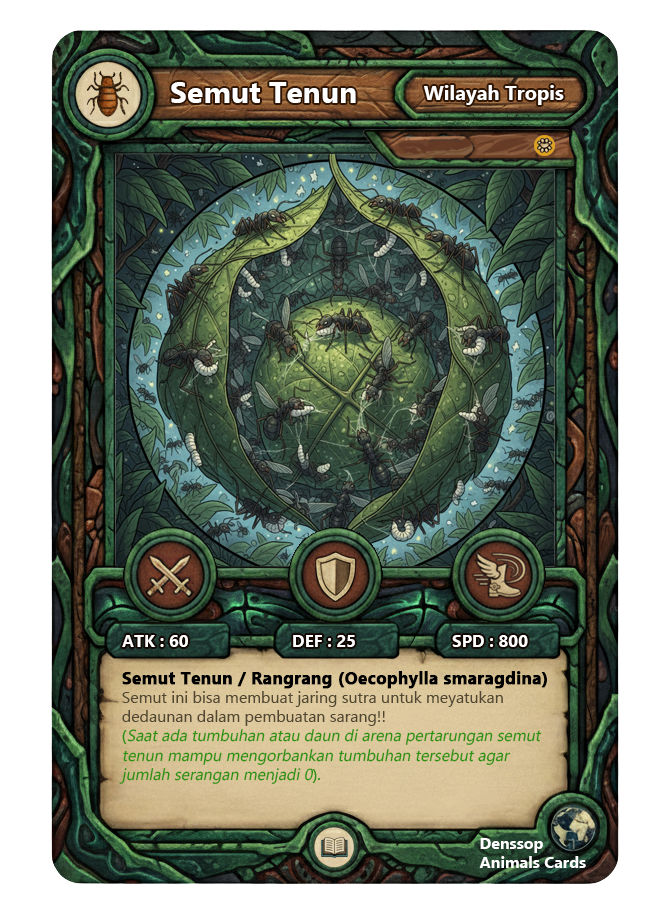 Semut Tenun
Wilayah Tropis
ATK : 60
DEF : 25
SPD : 800
Semut Tenun / Rangrang (Oecophylla smaragdina)
Semut ini bisa membuat jaring sutra untuk meyatukan
dedaunan dalam pembuatan sarang!!
(Saat ada tumbuhan atau daun di arena pertarungan semut
tenun mampu mengorbankan tumbuhan tersebut agar
jumlah serangan menjadi 0).
Denssop
Animals Cards